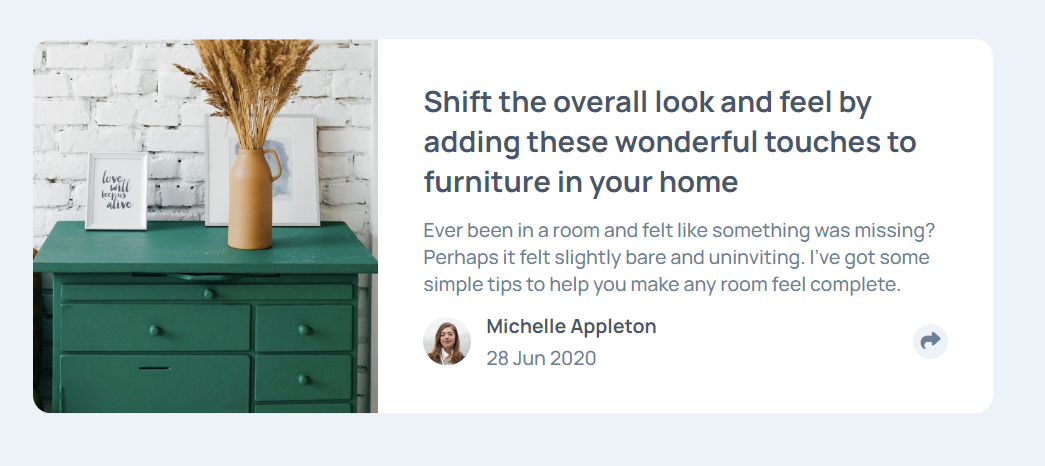 love
will
keep us
alive
Shift the overall look and feel by
adding these wonderful touches to
furniture in your home
Ever been in a room and felt like something was missing?
Perhaps it felt slightly bare and uninviting. I've got some
simple tips to help you make any room feel complete.
Michelle Appleton
28 Jun 2020